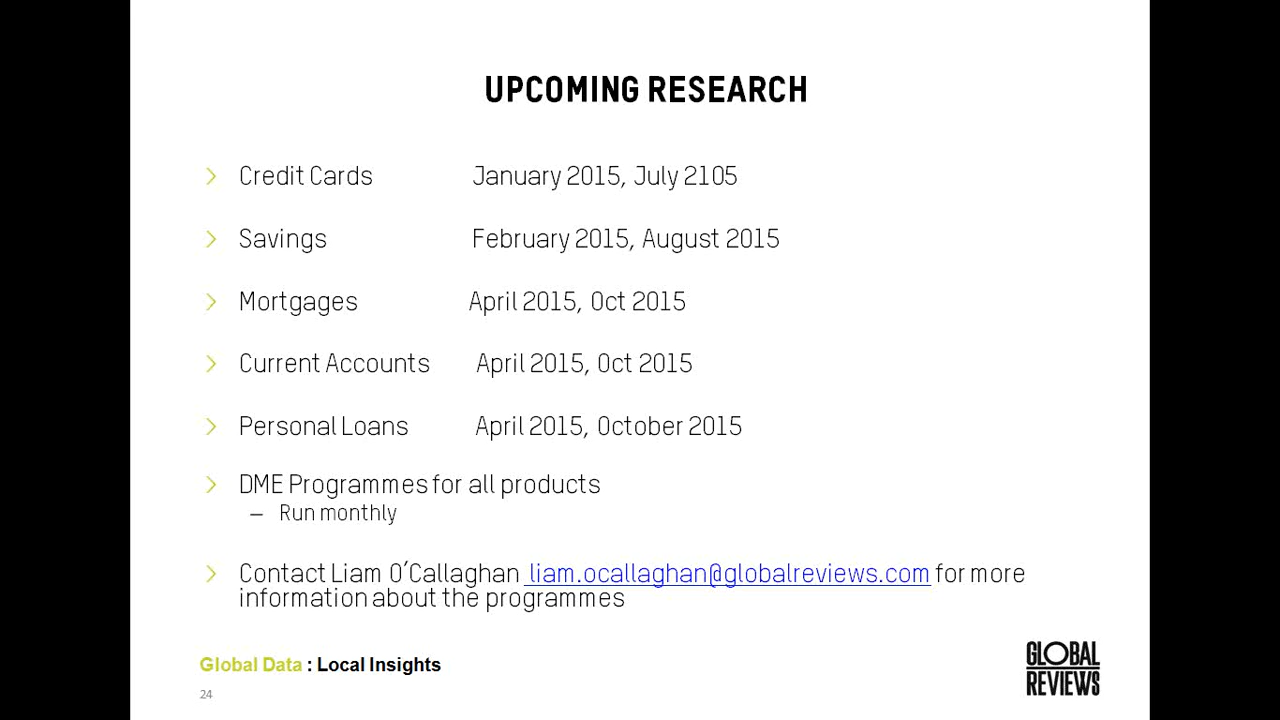 UPCOMING RESEARCH
Credit Cards January 2015, July 2105
Savings February 2015, August 2015
Mortgages April 2015, Oct 2015
Current Accounts April 2015, Oct 2015
Personal Loans April 2015, October 2015
DME Programmes for all products
– Run monthly
Contact Liam O'Callaghan liam.ocallaghan@globalreviews.com for more
information about the programmes
Global Data : Local Insights
24
GLOBAL
REVIEWS